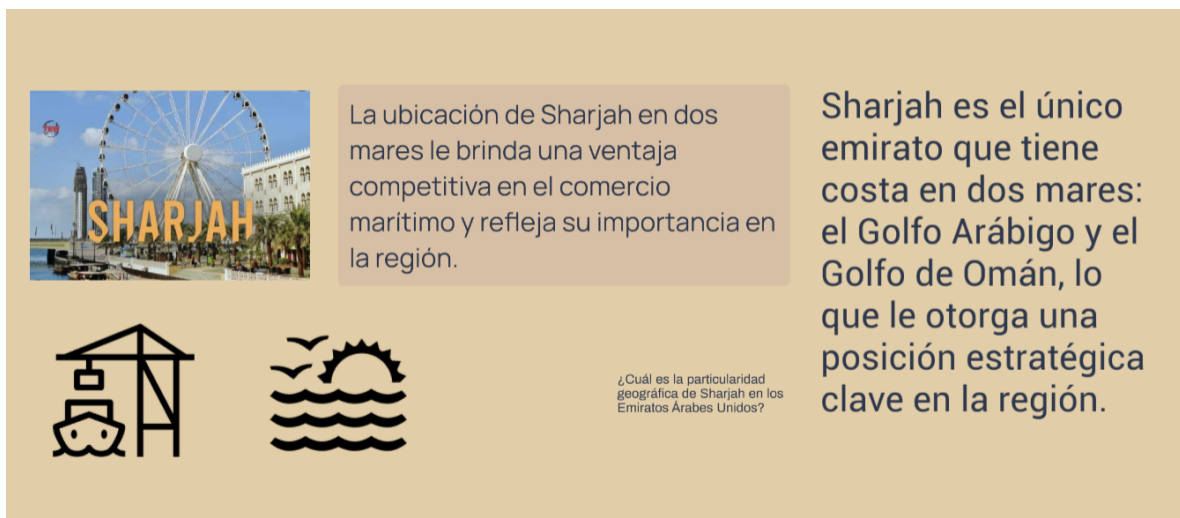 SHARJAH
La ubicación de Sharjah en dos
mares le brinda una ventaja
competitiva en el comercio
marítimo y refleja su importancia en
la región.
¿Cuál es la particularidad
geográfica de Sharjah en los
Emiratos Árabes Unidos?
Sharjah es el único
emirato que tiene
costa en dos mares:
el Golfo Arábigo y el
Golfo de Omán, lo
que le otorga una
posición estratégica
clave en la región.